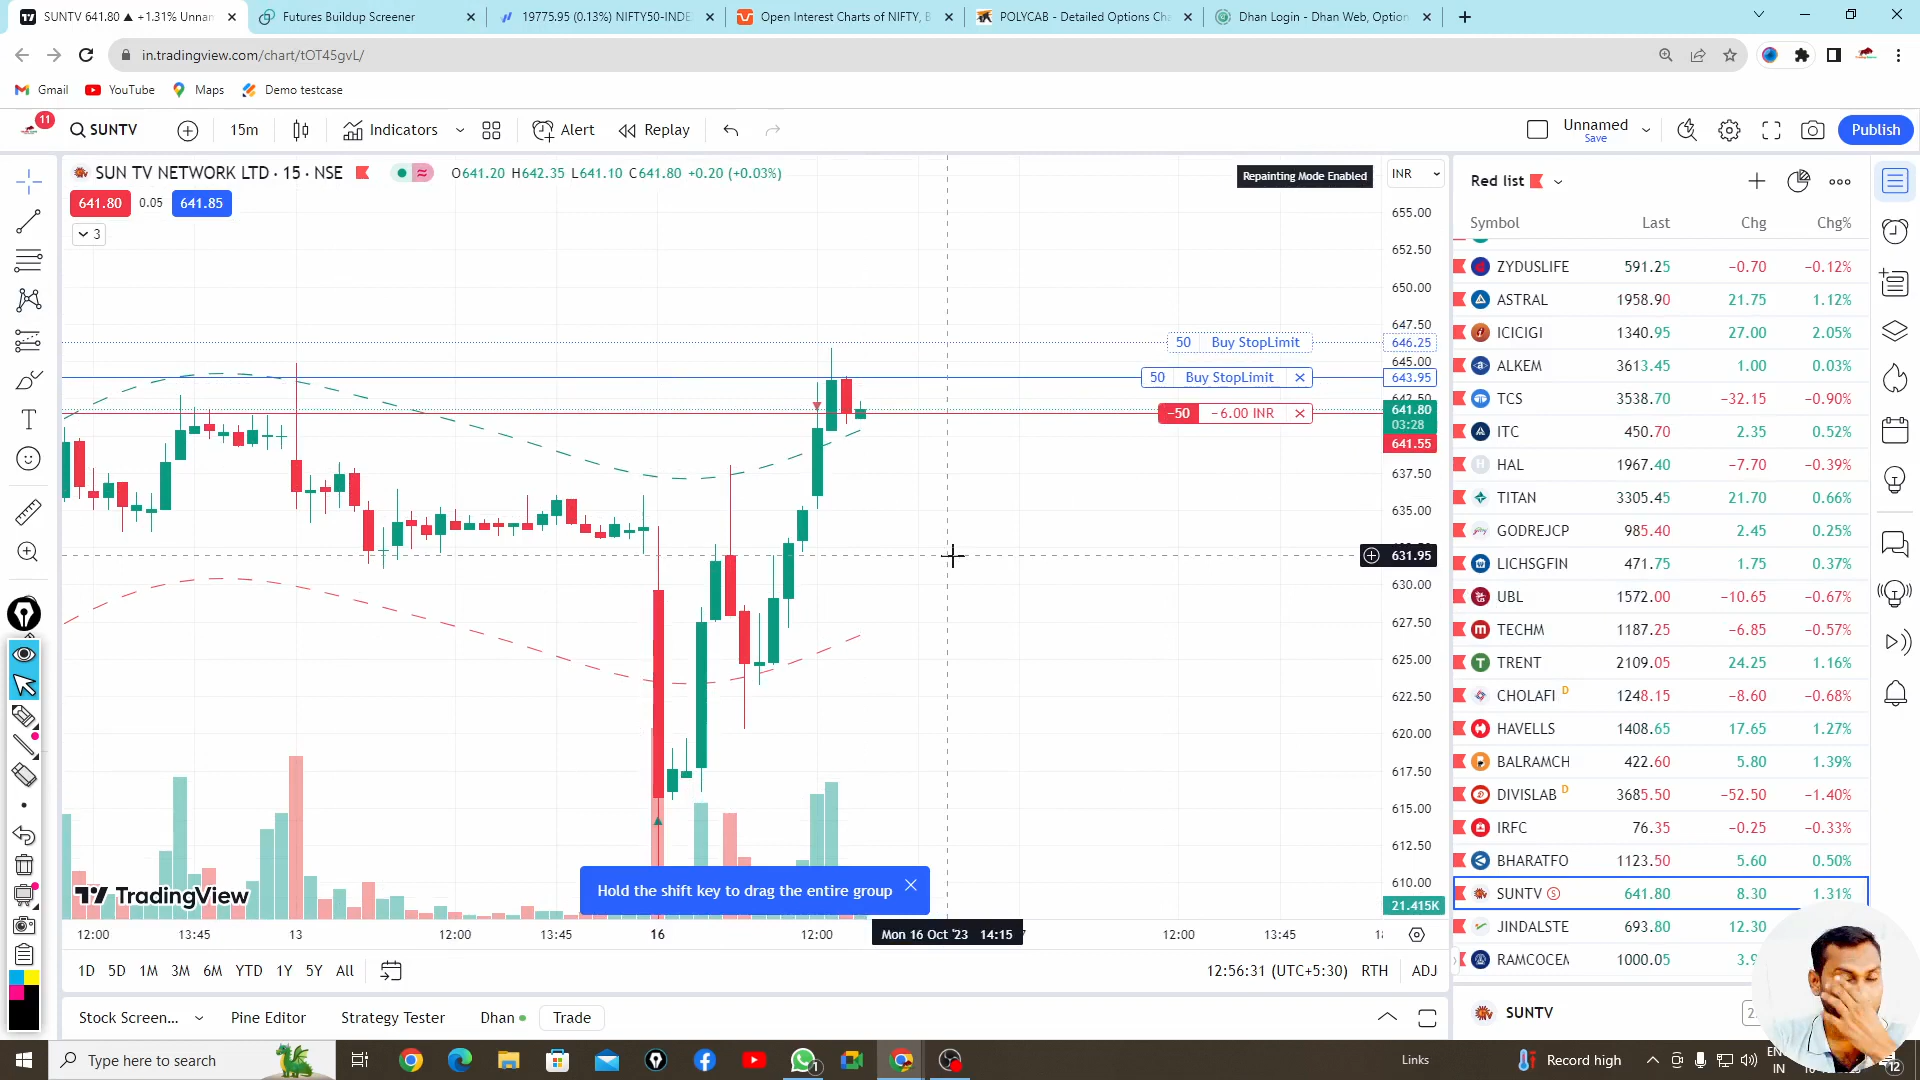 SUNTV 641.80 ▲ +1.31% Unnan
Futures Buildup Screener
19775.95 (0.13%) NIFTY50-INDE
Open Interest Charts of NIFTY, B
POLYCAB - Detailed Options Cha
Dhan Login - Dhan Web, Option
in.tradingview.com/chart/tOT45gvL/
Gmail
YouTube
Maps
Demo testcase
11
SUNTV
15m
Indicators
Alert
Replay
Unnamed
Save
Publish
SUN TV NETWORK LTD · 15 · NSE
O641.20 H642.35 L641.10 C641.80 +0.20 (+0.03%)
641.80
0.05
641.85
3
Repainting Mode Enabled
INR
655.00
652.50
650.00
647.50
50 Buy StopLimit
646.25
645.00
50 Buy StopLimit
643.95
-50 -6.00 INR
641.80
03:28
641.55
637.50
635.00
631.95
630.00
627.50
625.00
622.50
620.00
617.50
615.00
612.50
610.00
21.415K
TradingView
Hold the shift key to drag the entire group
12:00
13:45
13
12:00
13:45
16
12:00
Mon 16 Oct '23 14:15
12:00
13:45
1D 5D 1M 3M 6M YTD 1Y 5Y All
12:56:31 (UTC+5:30) RTH ADJ
Stock Screen...
Pine Editor
Strategy Tester
Dhan
Trade
Red list
Symbol Last Chg Chg%
ZYDUSLIFE 591.25 −0.70 −0.12%
ASTRAL 1958.90 21.75 1.12%
ICICIGI 1340.95 27.00 2.05%
ALKEM 3613.45 1.00 0.03%
TCS 3538.70 −32.15 −0.90%
ITC 450.70 2.35 0.52%
HAL 1967.40 −7.70 −0.39%
TITAN 3305.45 21.70 0.66%
GODREJCP 985.40 2.45 0.25%
LICHSGFIN 471.75 1.75 0.37%
UBL 1572.00 −10.65 −0.67%
TECHM 1187.25 −6.85 −0.57%
TRENT 2109.05 24.25 1.16%
CHOLAFI D 1248.15 −8.60 −0.68%
HAVELLS 1408.65 17.65 1.27%
BALRAMCH 422.60 5.80 1.39%
DIVISLAB D 3685.50 −52.50 −1.40%
IRFC 76.35 −0.25 −0.33%
BHARATFO 1123.50 5.60 0.50%
SUNTV S 641.80 8.30 1.31%
JINDALSTE 693.80 12.30
RAMCOCEM 1000.05 3.9
SUNTV
Type here to search
1
Links
Record high
IN
12